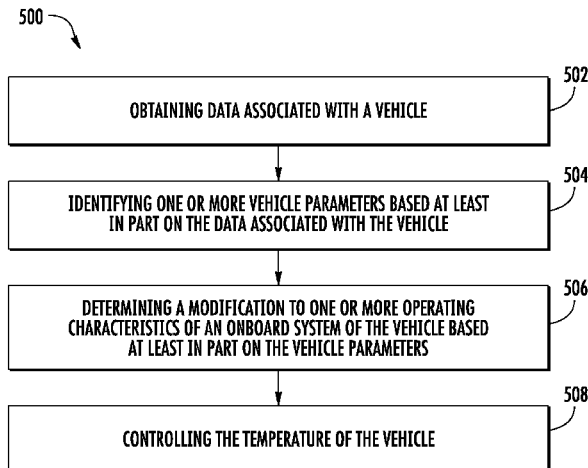 500
502
OBTAINING DATA ASSOCIATED WITH A VEHICLE
504
IDENTIFYING ONE OR MORE VEHICLE PARAMETERS BASED AT LEAST
IN PART ON THE DATA ASSOCIATED WITH THE VEHICLE
506
DETERMINING A MODIFICATION TO ONE OR MORE OPERATING
CHARACTERISTICS OF AN ONBOARD SYSTEM OF THE VEHICLE BASED
AT LEAST IN PART ON THE VEHICLE PARAMETERS
508
CONTROLLING THE TEMPERATURE OF THE VEHICLE